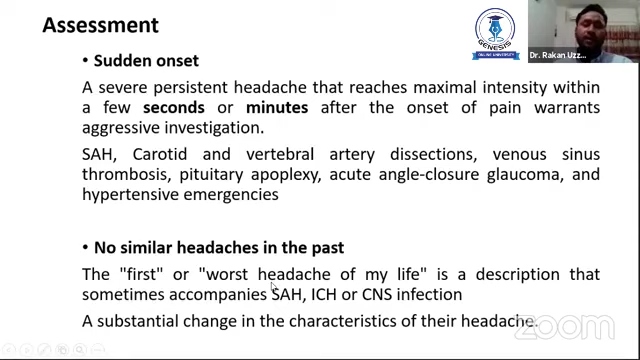 Assessment
GENESIS
ONLINE UNIVERSITY
Dr. Rakan Uzz...
• Sudden onset
A severe persistent headache that reaches maximal intensity within
a few seconds or minutes after the onset of pain warrants
aggressive investigation.
SAH, Carotid and vertebral artery dissections, venous sinus
thrombosis, pituitary apoplexy, acute angle-closure glaucoma, and
hypertensive emergencies
• No similar headaches in the past
The "first" or "worst headache of my life" is a description that
sometimes accompanies SAH, ICH or CNS infection
A substantial change in the characteristics of their headache.
zoom